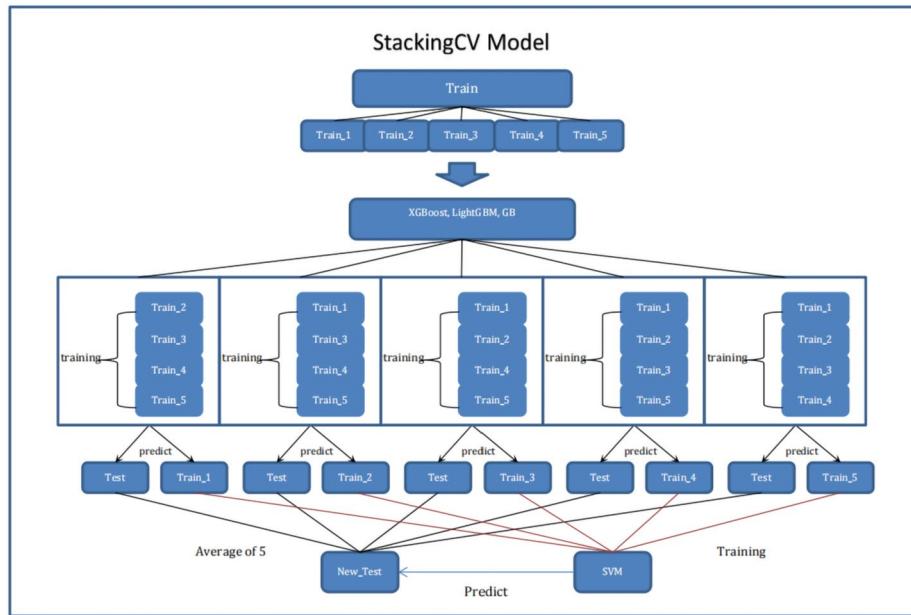 StackingCV Model
Train
Train_1 Train_2 Train_3 Train_4 Train_5
XGBoost, LightGBM, GB
training
Train_2
Train_3
Train_4
Train_5
training
Train_1
Train_3
Train_4
Train_5
training
Train_1
Train_2
Train_4
Train_5
training
Train_1
Train_2
Train_3
Train_5
training
Train_1
Train_2
Train_3
Train_4
predict predict predict predict predict
Test Train_1 Test Train_2 Test Train_3 Test Train_4 Test Train_5
Average of 5 Training
New_Test SVM
Predict